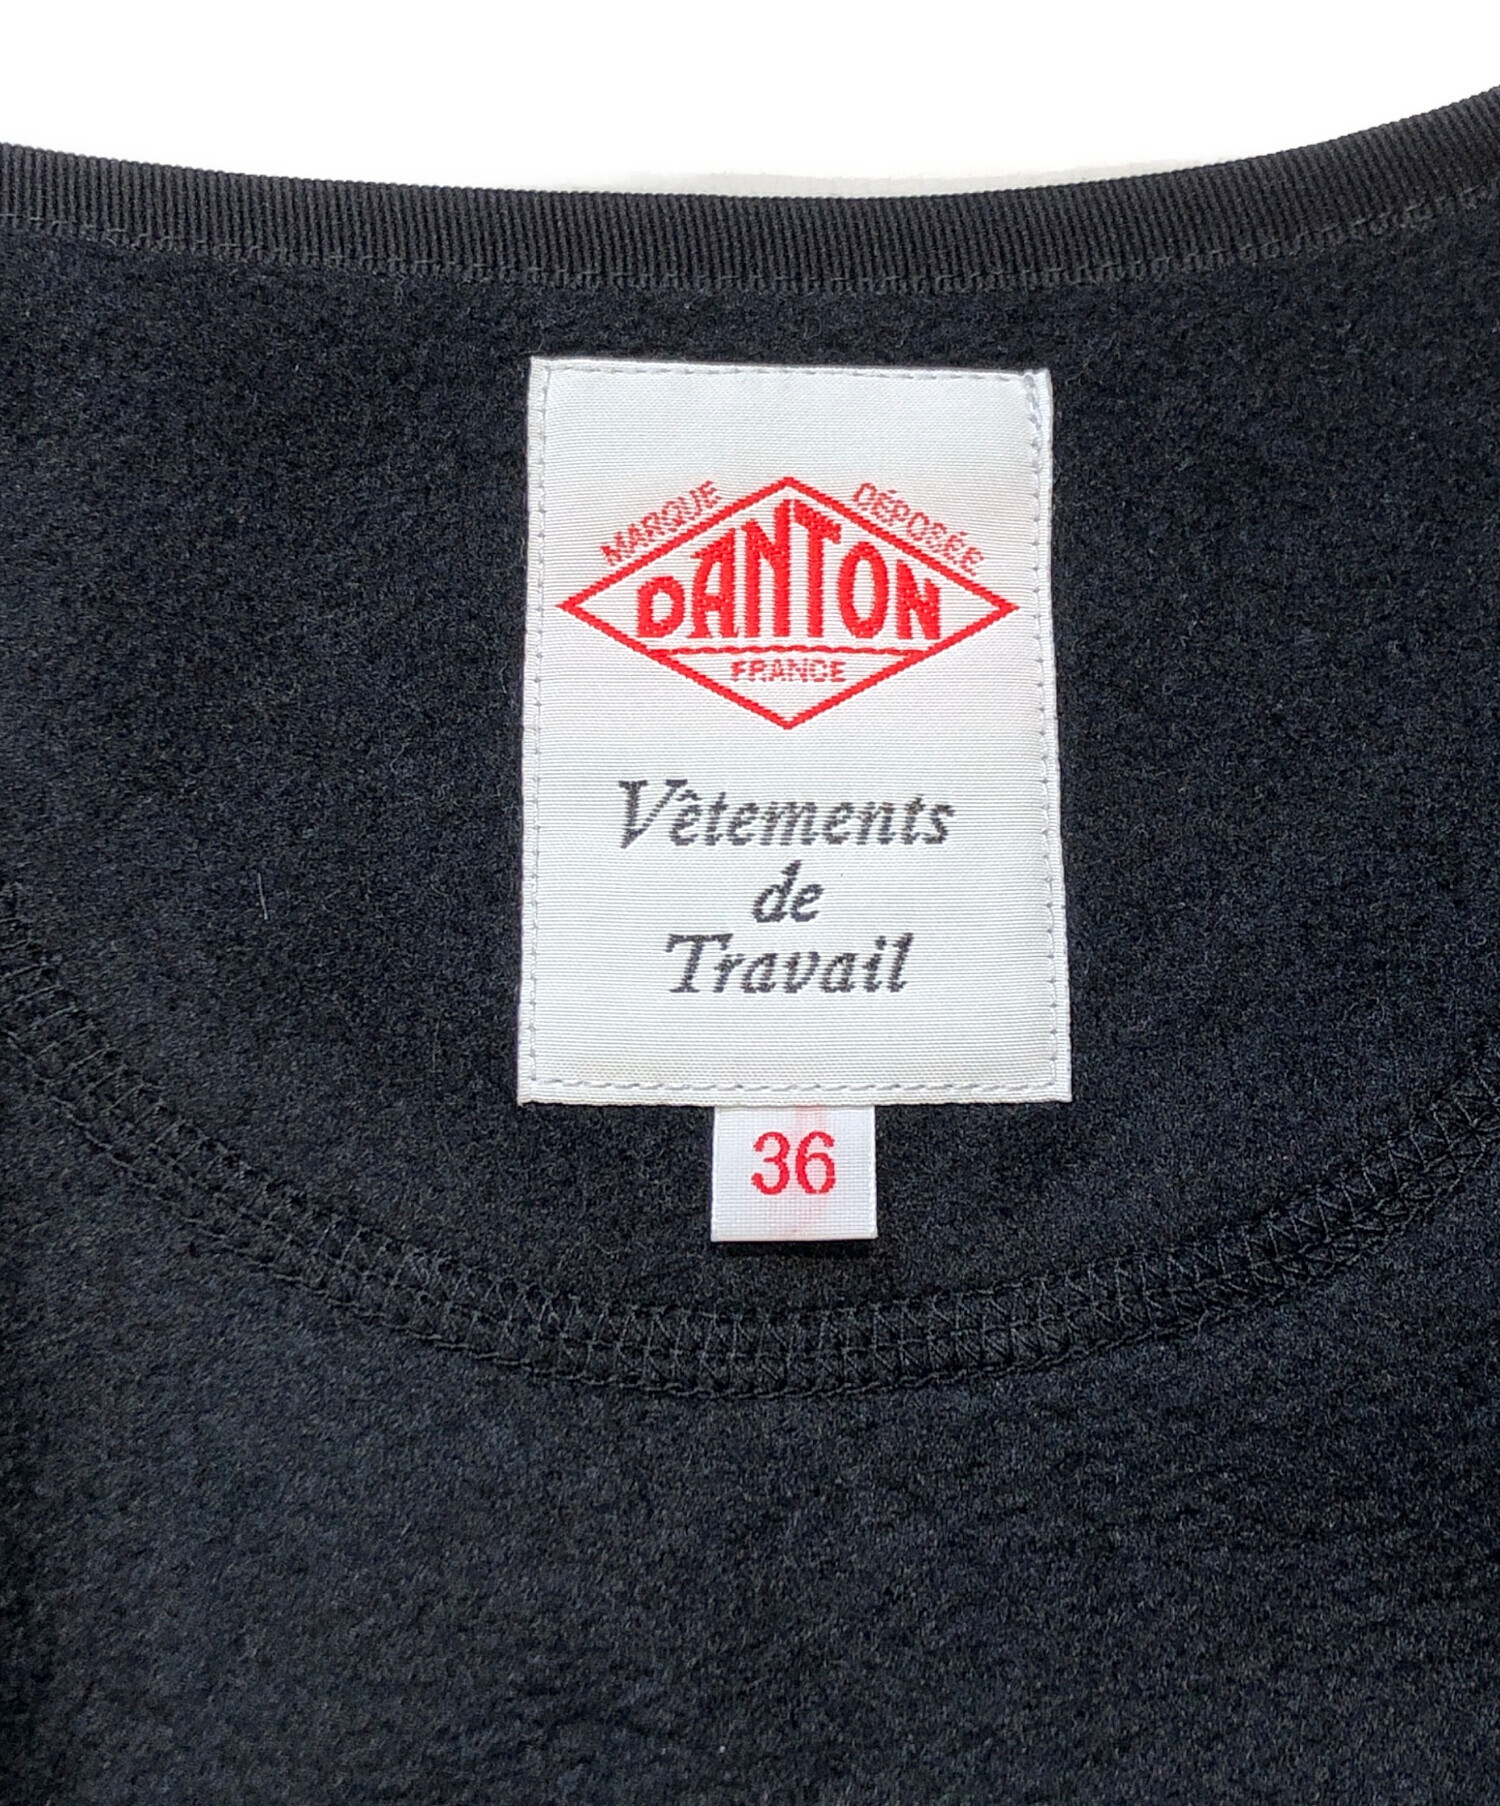 MARQUE DÉPOSÉE
DANTON
FRANCE
Vêtements
de
Travail
36